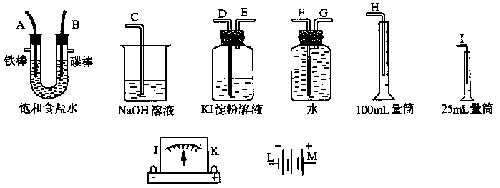 A B C D E F G H I
铁棒 碳棒
饱和食盐水 NaOH溶液 KI淀粉溶液 水 100mL量筒 25mL量筒
J K L M
- + - +